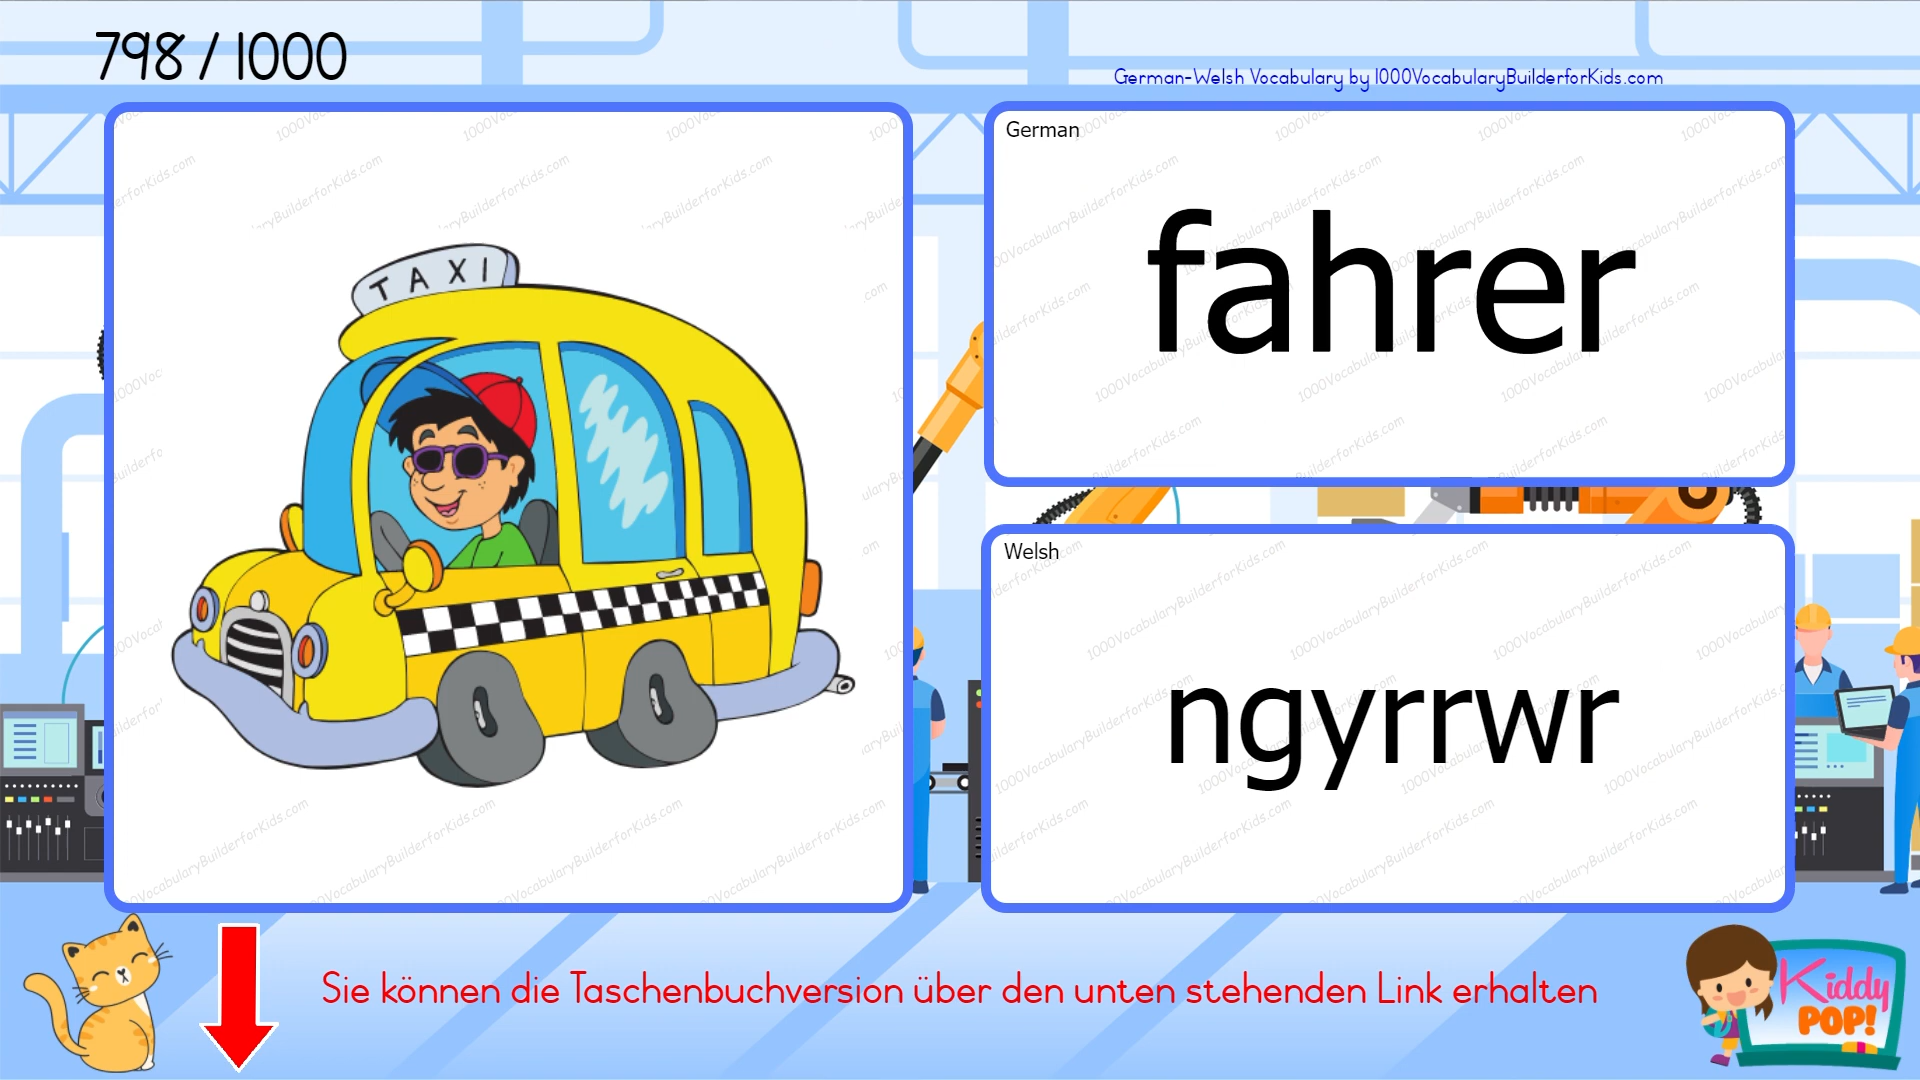 798 / 1000
German-Welsh Vocabulary by 1000VocabularyBuilderforKids.com
TAXI
German
fahrer
Welsh
ngyrrwr
Sie können die Taschenbuchversion über den unten stehenden Link erhalten
Kiddy
POP!